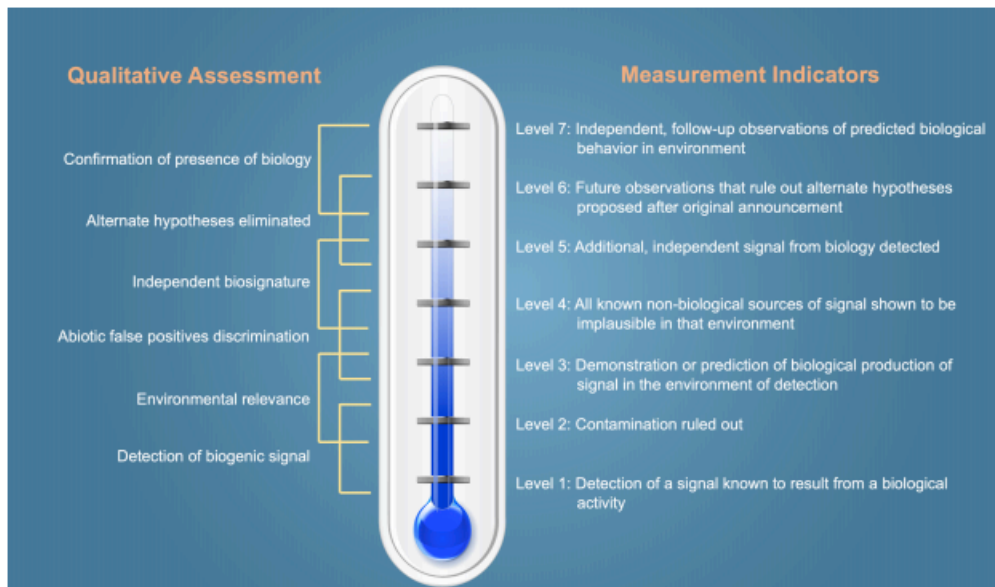 Qualitative Assessment
Confirmation of presence of biology
Alternate hypotheses eliminated
Independent biosignature
Abiotic false positives discrimination
Environmental relevance
Detection of biogenic signal
Measurement Indicators
Level 7: Independent, follow-up observations of predicted biological
behavior in environment
Level 6: Future observations that rule out alternate hypotheses
proposed after original announcement
Level 5: Additional, independent signal from biology detected
Level 4: All known non-biological sources of signal shown to be
implausible in that environment
Level 3: Demonstration or prediction of biological production of
signal in the environment of detection
Level 2: Contamination ruled out
Level 1: Detection of a signal known to result from a biological
activity